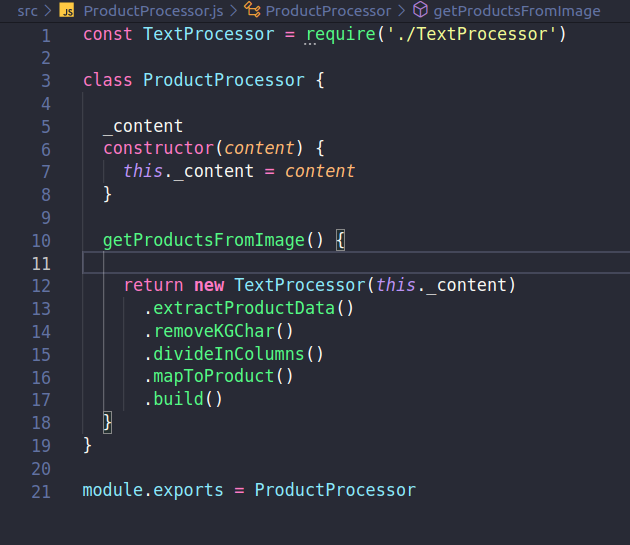 src > JS ProductProcessor.js > ProductProcessor > getProductsFromImage
1 const TextProcessor = require('./TextProcessor')
2
3 class ProductProcessor {
4
5 _content
6 constructor(content) {
7 this._content = content
8 }
9
10 getProductsFromImage() {
11
12 return new TextProcessor(this._content)
13 .extractProductData()
14 .removeKGChar()
15 .divideInColumns()
16 .mapToProduct()
17 .build()
18 }
19 }
20
21 module.exports = ProductProcessor